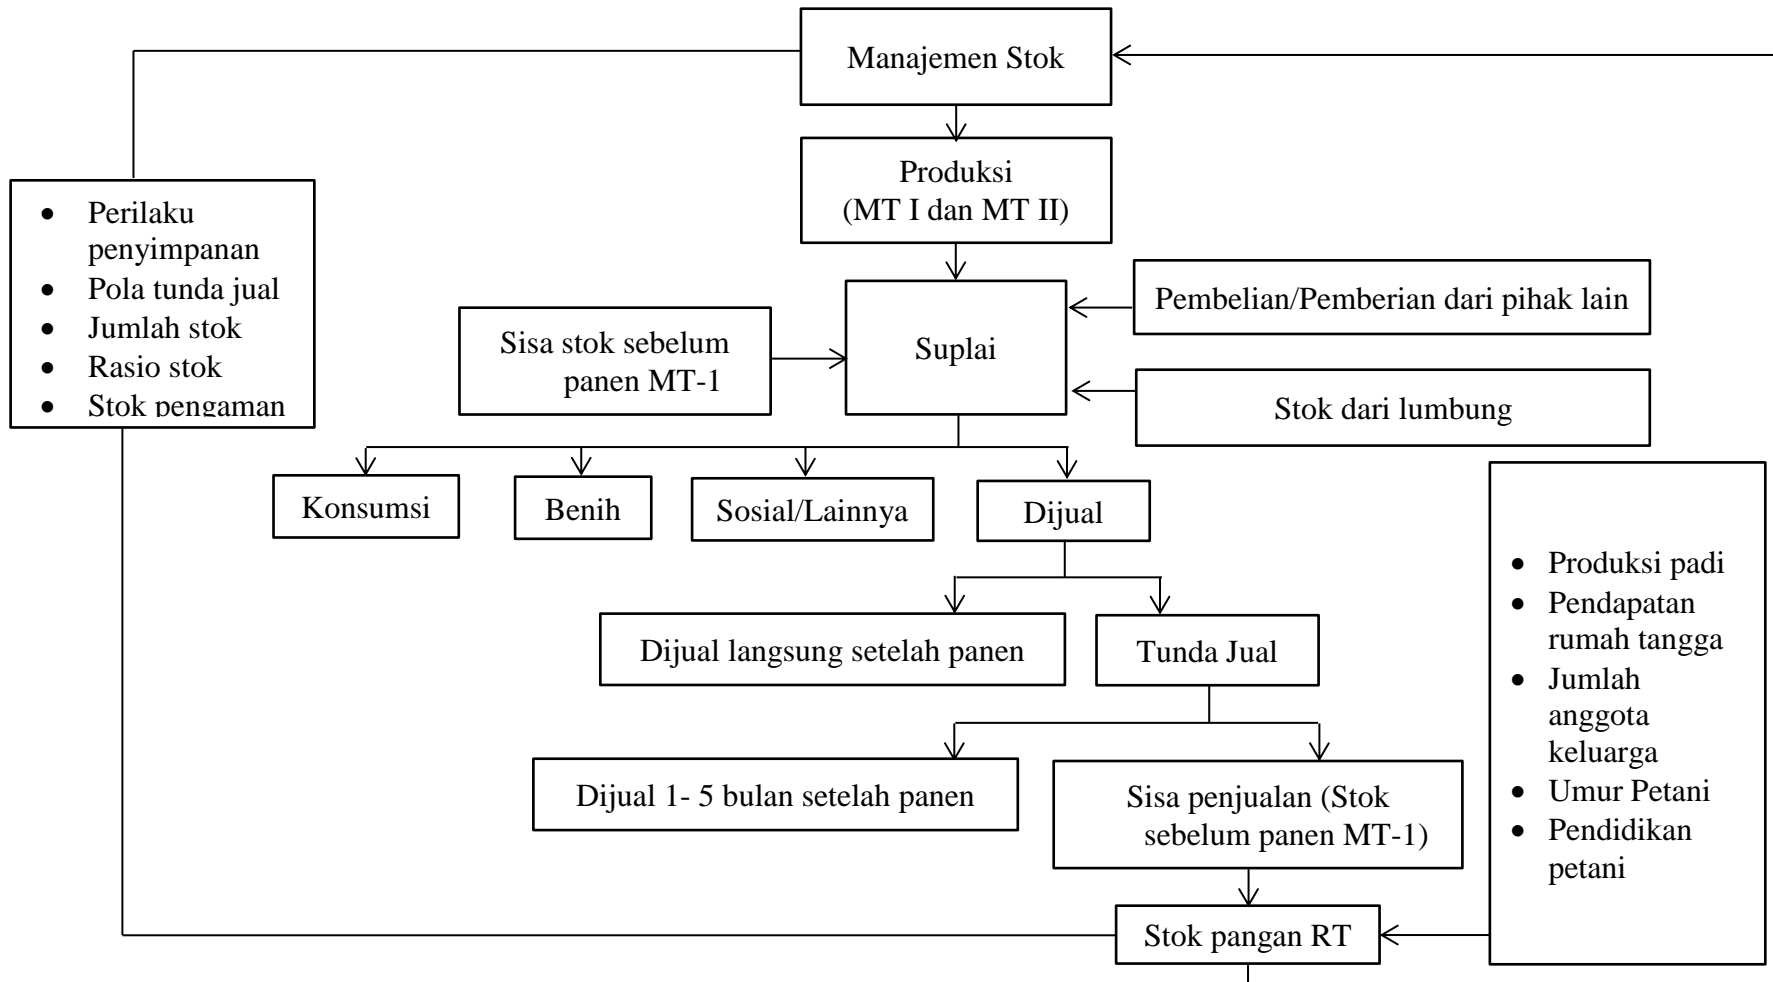 Manajemen Stok
Produksi
(MT I dan MT II)
• Perilaku
penyimpanan
• Pola tunda jual
• Jumlah stok
• Rasio stok
• Stok pengaman
Pembelian/Pemberian dari pihak lain
Sisa stok sebelum
panen MT-1
Suplai
Stok dari lumbung
Konsumsi
Benih
Sosial/Lainnya
Dijual
Dijual langsung setelah panen
Tunda Jual
• Produksi padi
• Pendapatan
rumah tangga
• Jumlah
anggota
keluarga
• Umur Petani
• Pendidikan
petani
Dijual 1- 5 bulan setelah panen
Sisa penjualan (Stok
sebelum panen MT-1)
Stok pangan RT